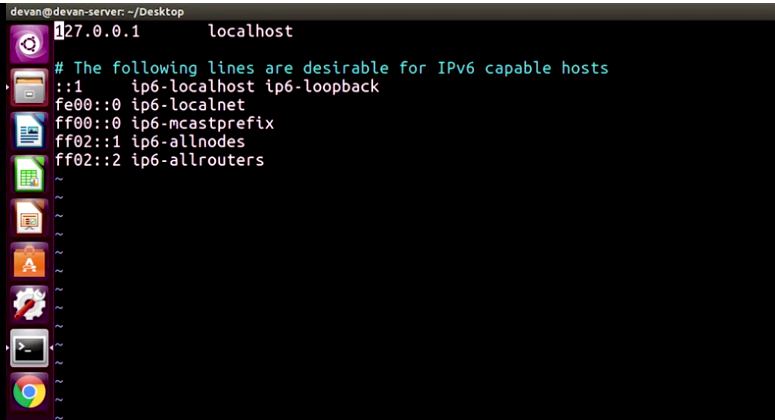 devan@devan-server: ~/Desktop
127.0.0.1       localhost
# The following lines are desirable for IPv6 capable hosts
::1     ip6-localhost ip6-loopback
fe00::0 ip6-localnet
ff00::0 ip6-mcastprefix
ff02::1 ip6-allnodes
ff02::2 ip6-allrouters
~
~
~
~
~
~
~
~
~
~
~
~
~
~